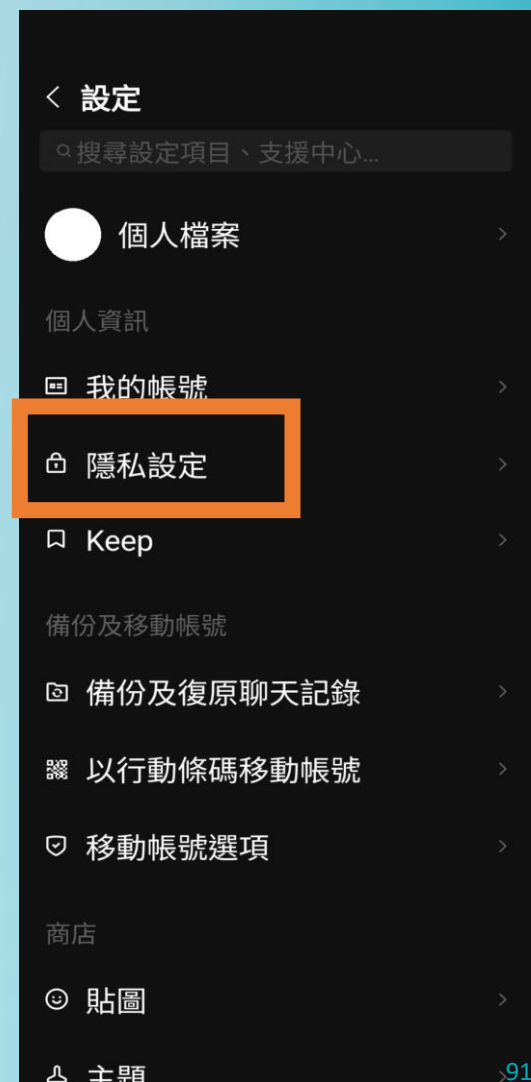 設定
搜尋設定項目、支援中心...
個人檔案
個人資訊
我的帳號
隱私設定
Keep
備份及移動帳號
備份及復原聊天記錄
以行動條碼移動帳號
移動帳號選項
商店
貼圖
主題
91